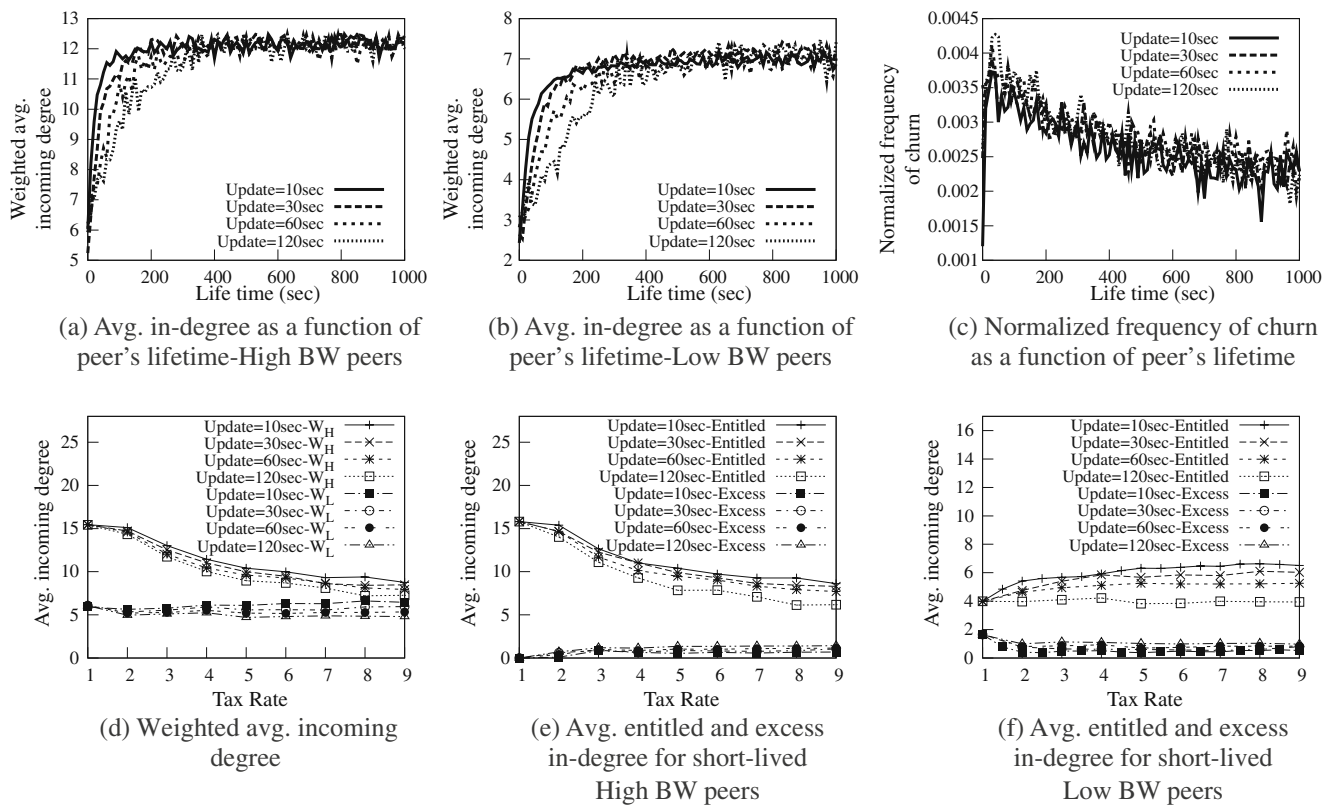 13
12
11
10
9
8
7
6
5
Weighted avg.
incoming degree
Update=10sec
Update=30sec
Update=60sec
Update=120sec
0 200 400 600 800 1000
Life time (sec)
(a) Avg. in-degree as a function of
peer's lifetime-High BW peers
8
7
6
5
4
3
2
Weighted avg.
incoming degree
Update=10sec
Update=30sec
Update=60sec
Update=120sec
0 200 400 600 800 1000
Life time (sec)
(b) Avg. in-degree as a function of
peer's lifetime-Low BW peers
0.0045
0.004
0.0035
0.003
0.0025
0.002
0.0015
0.001
Normalized frequency
of churn
Update=10sec
Update=30sec
Update=60sec
Update=120sec
0 200 400 600 800 1000
Life time (sec)
(c) Normalized frequency of churn
as a function of peer's lifetime
25
20
15
10
5
0
Avg. incoming degree
Update=10sec-W_H
Update=30sec-W_H
Update=60sec-W_H
Update=120sec-W_H
Update=10sec-W_L
Update=30sec-W_L
Update=60sec-W_L
Update=120sec-W_L
1 2 3 4 5 6 7 8 9
Tax Rate
(d) Weighted avg. incoming
degree
25
20
15
10
5
0
Avg. incoming degree
Update=10sec-Entitled
Update=30sec-Entitled
Update=60sec-Entitled
Update=120sec-Entitled
Update=10sec-Excess
Update=30sec-Excess
Update=60sec-Excess
Update=120sec-Excess
1 2 3 4 5 6 7 8 9
Tax Rate
(e) Avg. entitled and excess
in-degree for short-lived
High BW peers
16
14
12
10
8
6
4
2
0
Avg. incoming degree
Update=10sec-Entitled
Update=30sec-Entitled
Update=60sec-Entitled
Update=120sec-Entitled
Update=10sec-Excess
Update=30sec-Excess
Update=60sec-Excess
Update=120sec-Excess
1 2 3 4 5 6 7 8 9
Tax Rate
(f) Avg. entitled and excess
in-degree for short-lived
Low BW peers